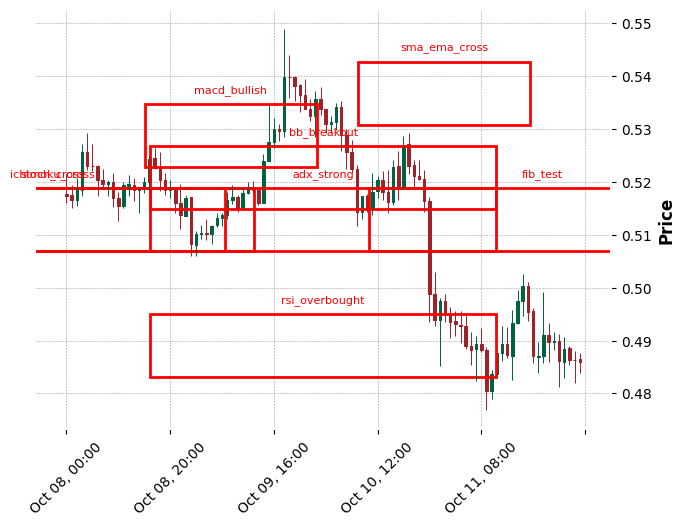 0.55
sma_ema_cross
0.54
macd_bullish
0.53
bb_breakout
adx_strong
fib_test
0.52
0.51
Price
0.50
rsi_overbought
0.49
0.48
Oct 08, 00:00
Oct 08, 20:00
Oct 09, 16:00
Oct 10, 12:00
Oct 11, 08:00